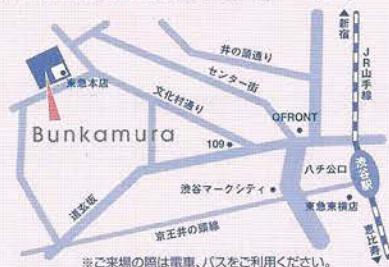 ▲新宿
JR山手線
井の頭通り
センター街
東急本店
文化村通り
QFRONT
Bunkamura
109
ハチ公口
渋谷駅
道玄坂
渋谷マークシティ
東急東横店
京王井の頭線
恵比寿▼
※ご来場の際は電車、バスをご利用ください。